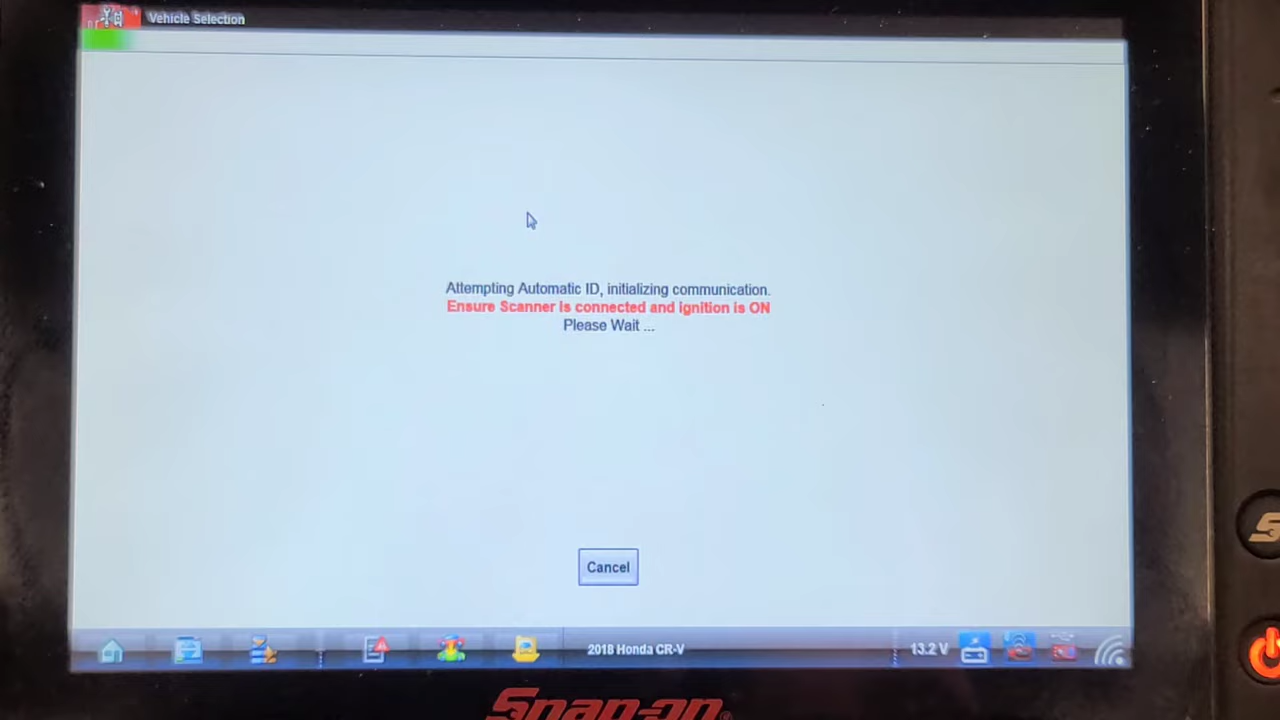 Vehicle Selection
Attempting Automatic ID, initializing communication.
Ensure Scanner is connected and ignition is ON
Please Wait ...
Cancel
2018 Honda CR-V
13.2 V
Snap-on